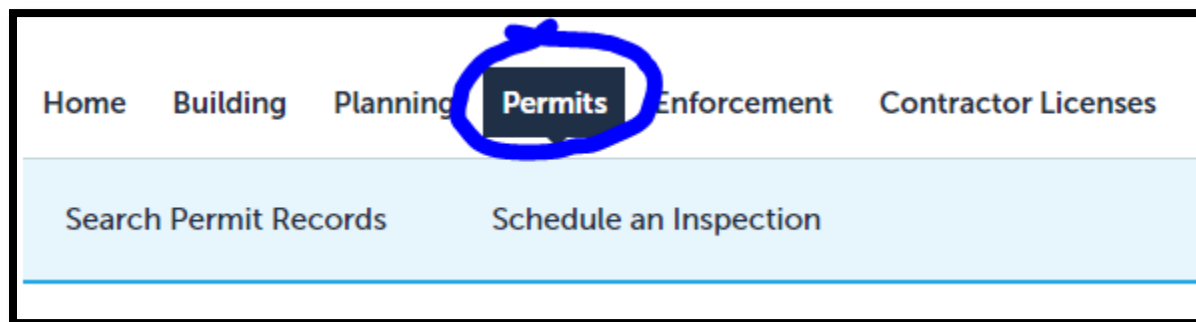 Home Building Planning Permits Enforcement Contractor Licenses
Search Permit Records Schedule an Inspection